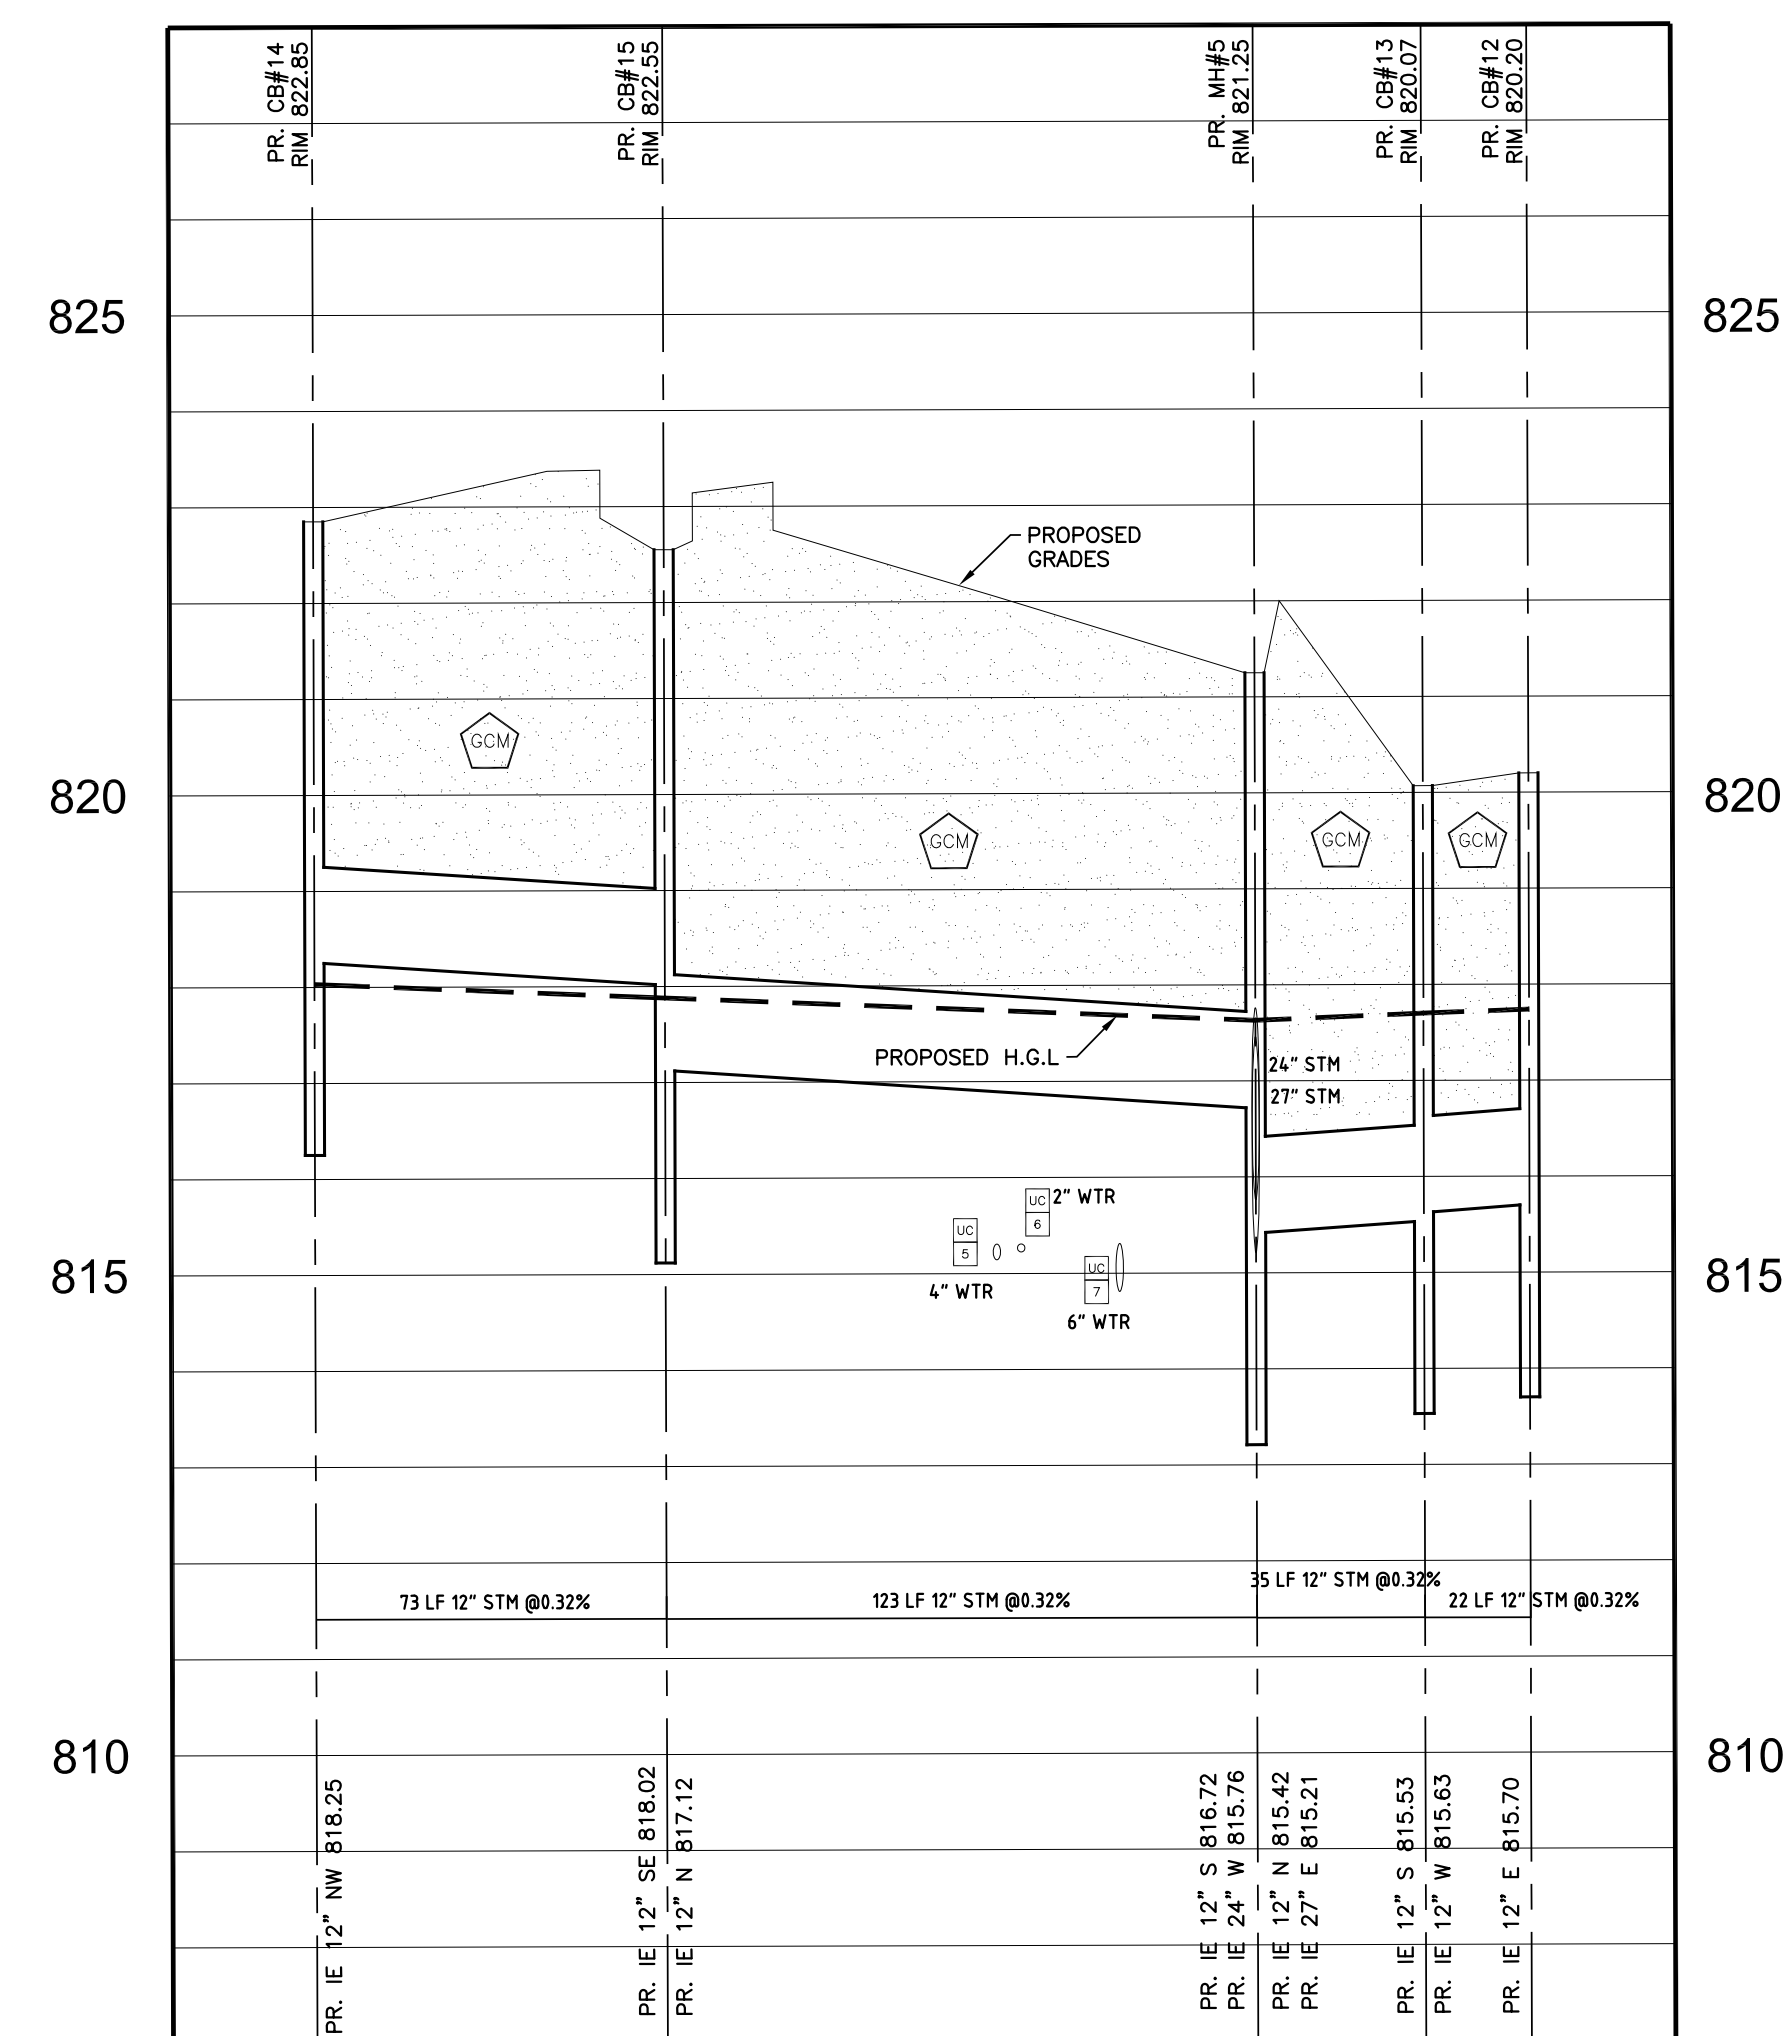 PR. CB#14
RIM 822.85
PR. CB#15
RIM 822.55
PR. MH#5
RIM 821.25
PR. CB#13
RIM 820.07
PR. CB#12
RIM 820.20
825
825
PROPOSED
GRADES
GCM
820
820
GCM
GCM
GCM
PROPOSED H.G.L
24" STM
27" STM
UC
6
2" WTR
UC
5
4" WTR
UC
7
6" WTR
815
815
73 LF 12" STM @0.32%
123 LF 12" STM @0.32%
35 LF 12" STM @0.32%
22 LF 12" STM @0.32%
810
810
PR. IE 12" NW 818.25
PR. IE 12" SE 818.02
PR. IE 12" N 817.12
PR. IE 12" S 816.72
PR. IE 24" W 815.76
PR. IE 12" N 815.42
PR. IE 27" E 815.21
PR. IE 12" S 815.53
PR. IE 12" W 815.63
PR. IE 12" E 815.70